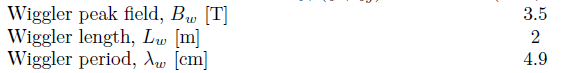 Wiggler peak field, B_w [T] 3.5
Wiggler length, L_w [m] 2
Wiggler period, λ_w [cm] 4.9